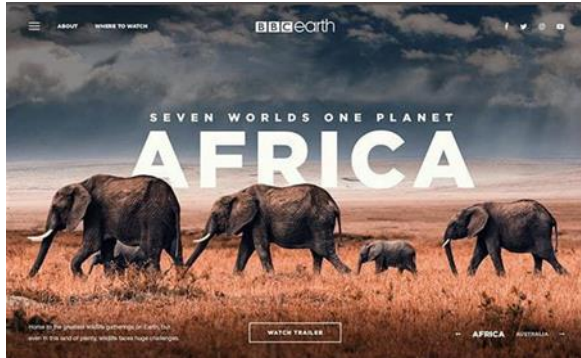 ABOUT
WHERE TO WATCH
BBC earth
SEVEN WORLDS ONE PLANET
AFRICA
Home to the greatest wildlife gatherings on Earth, but
even in this land of plenty, wildlife faces huge challenges.
WATCH TRAILER
← AFRICA AUSTRALIA →